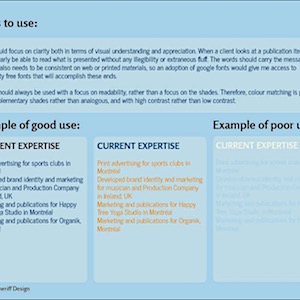 s to use:
uld focus on clarity both in terms of visual understanding and appreciation. When a client looks at a publication it
arly be able to read what is presented without any illegibility or extraneous fluff. The words should carry the messa
also needs to be consistent on web or printed materials, so an adoption of google fonts would give me access to
ty free fonts that will accomplish these ends.
hould always be used with a focus on readability, rather than a focus on the shades. Therefore, colour matching is
plementary shades rather than analogous, and with high contrast rather than low contrast.
mple of good use:
Example of poor u
ENT EXPERTISE
vertising for sports clubs in
d brand identity and marketing
ician and Production Company
UK
g and publications for Happy
a Studio in Montréal
g and publications for Organik,
CURRENT EXPERTISE
Print advertising for sports clubs in
Montréal
Developed brand identity and marketing
for musician and Production Company
in Ireland, UK
Marketing and publications for Happy
Tree Yoga Studio in Montréal
Marketing and publications for Organik,
Montréal
CURRENT EXPERTISE
erriff Design